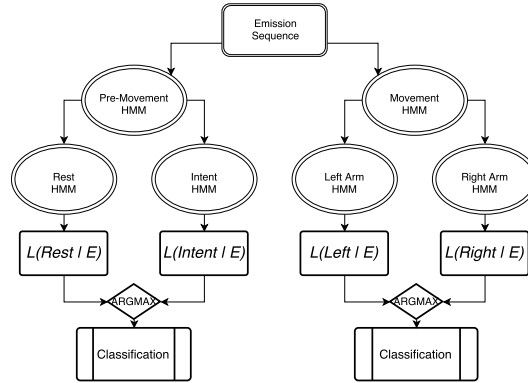 Emission
Sequence
Pre-Movement
HMM
Movement
HMM
Rest
HMM
Intent
HMM
Left Arm
HMM
Right Arm
HMM
L(Rest | E)
L(Intent | E)
L(Left | E)
L(Right | E)
ARGMAX
ARGMAX
Classification
Classification